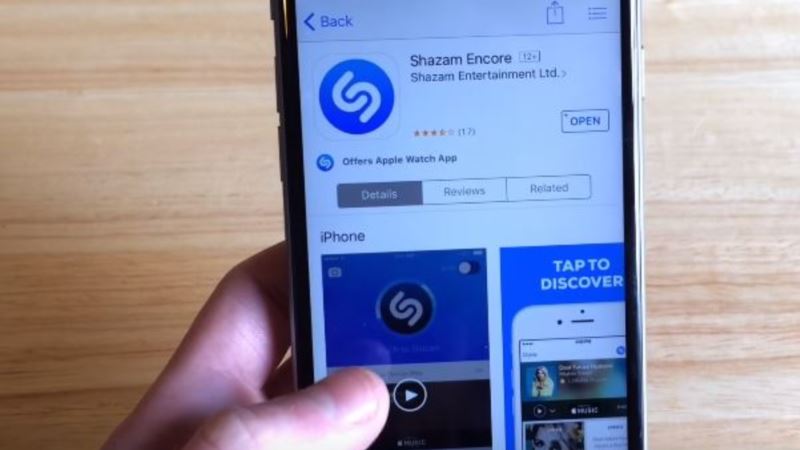 Back
Shazam Encore 12+
Shazam Entertainment Ltd. >
(17)
OPEN
Offers Apple Watch App
Details
Reviews
Related
iPhone
TAP TO
DISCOVER
MUSIC
MUSIC